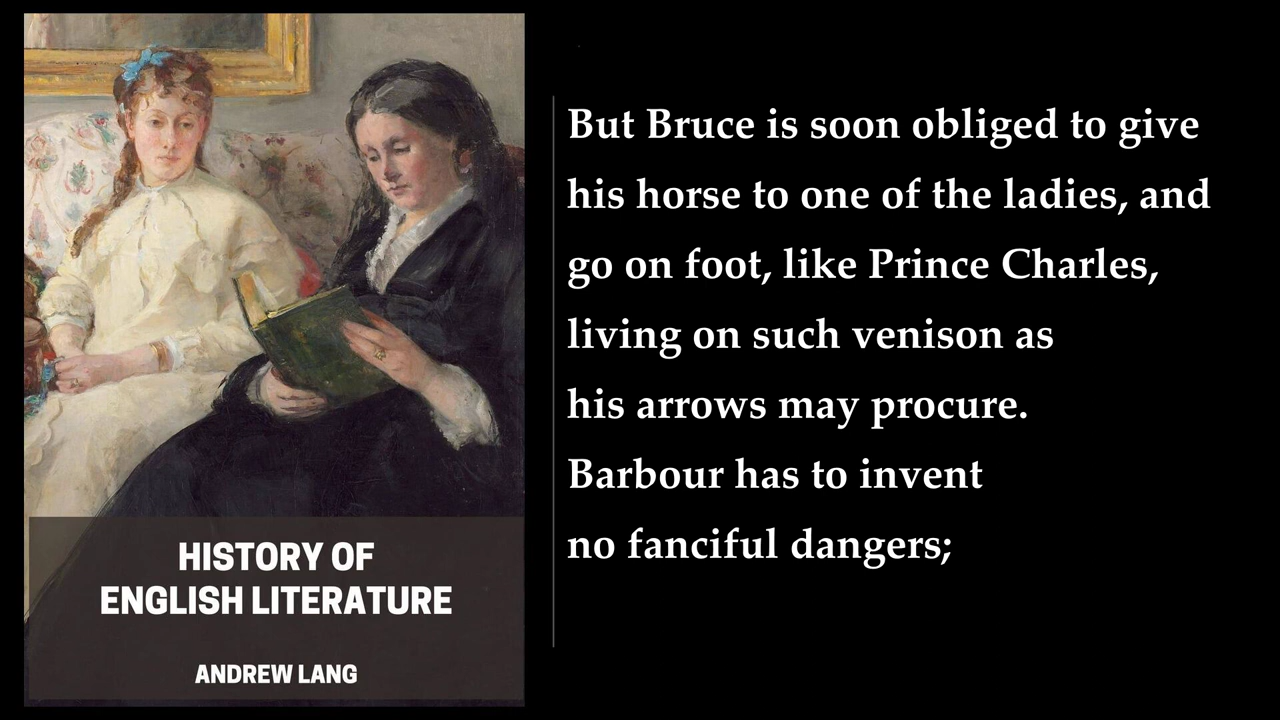 HISTORY OF
ENGLISH LITERATURE
ANDREW LANG
But Bruce is soon obliged to give
his horse to one of the ladies, and
go on foot, like Prince Charles,
living on such venison as
his arrows may procure.
Barbour has to invent
no fanciful dangers;